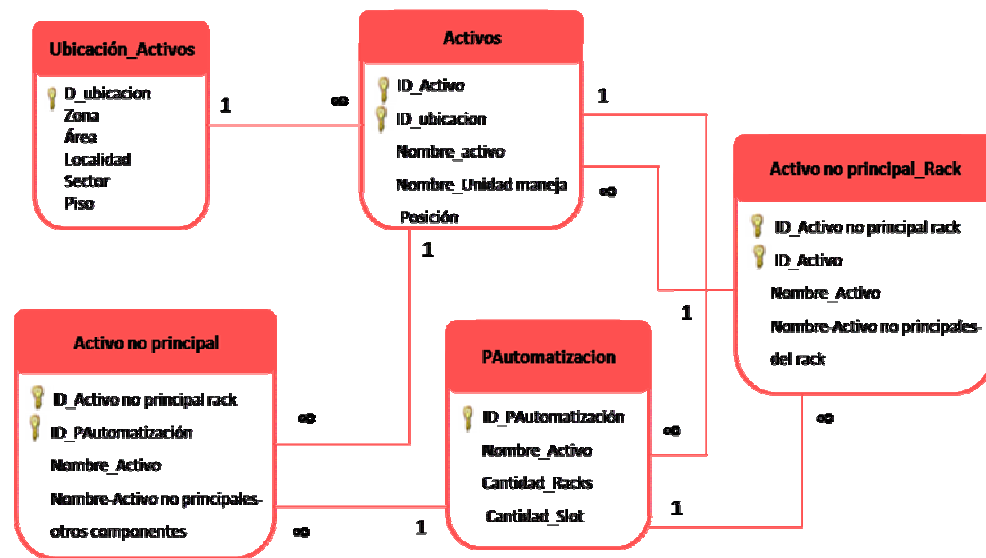 Ubicación_Activos
D_ubicacion
Zona
Área
Localidad
Sector
Piso
1
∞
Activos
ID_Activo
ID_ubicacion
Nombre_activo
Nombre_Unidad maneja
Posición
1
∞
1
1
Activo no principal_Rack
ID_Activo no principal rack
ID_Activo
Nombre_Activo
Nombre-Activo no principales-
del rack
∞
Activo no principal
ID_Activo no principal rack
ID_PAutomatización
Nombre_Activo
Nombre-Activo no principales-
otros componentes
∞
∞
1
PAutomatizacion
ID_PAutomatización
Nombre_Activo
Cantidad_Racks
Cantidad_Slot
∞
1